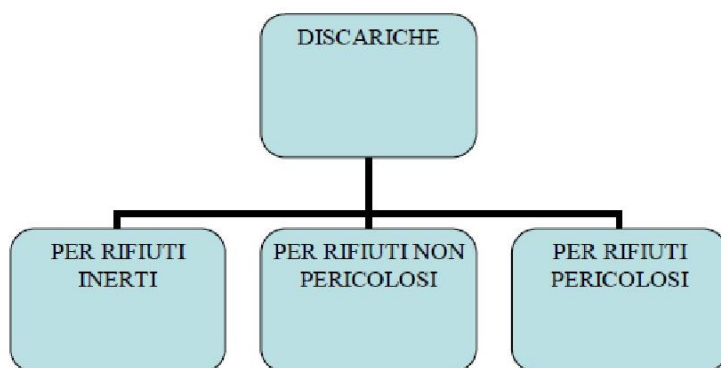 DISCARICHE
PER RIFIUTI
INERTI
PER RIFIUTI NON
PERICOLOSI
PER RIFIUTI
PERICOLOSI